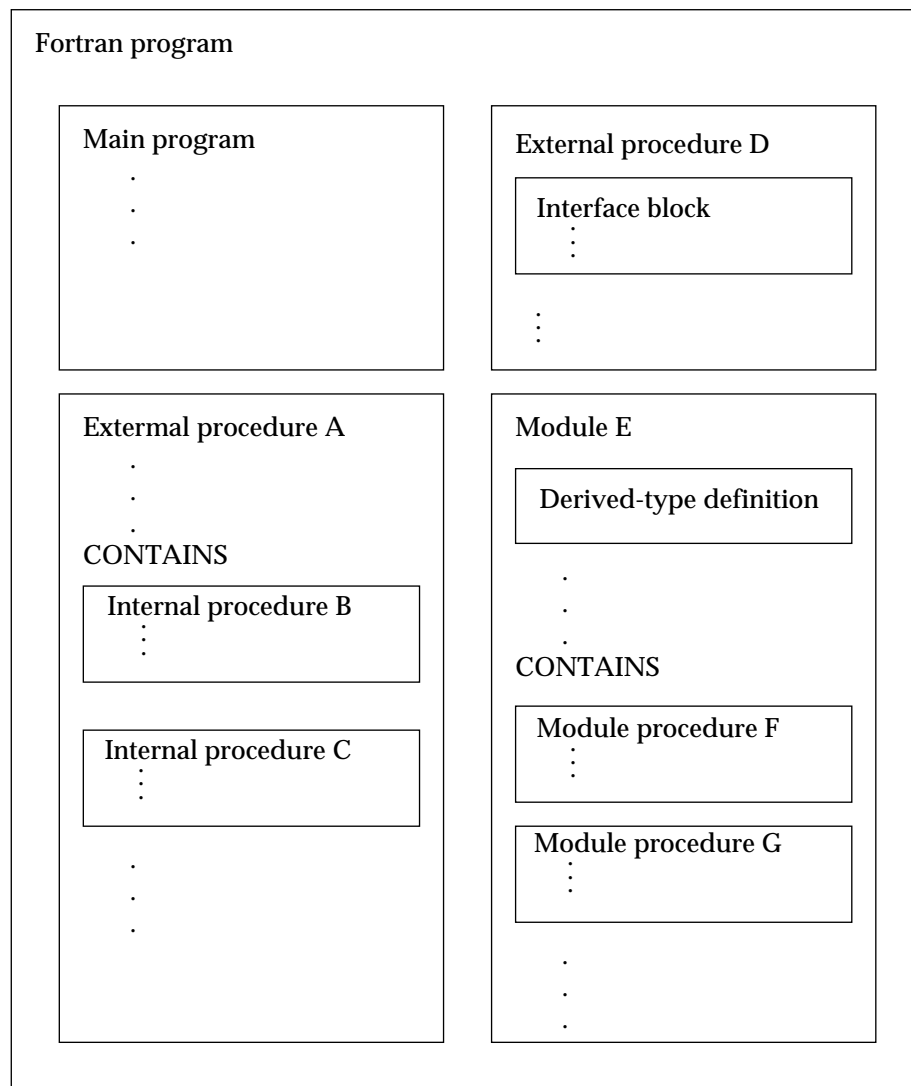 Fortran program
Main program
.
.
.
External procedure D
Interface block
.
.
.
.
.
.
Extermal procedure A
.
.
.
CONTAINS
Internal procedure B
.
.
.
Internal procedure C
.
.
.
.
.
.
Module E
Derived-type definition
.
.
.
CONTAINS
Module procedure F
.
.
.
Module procedure G
.
.
.
.
.
.